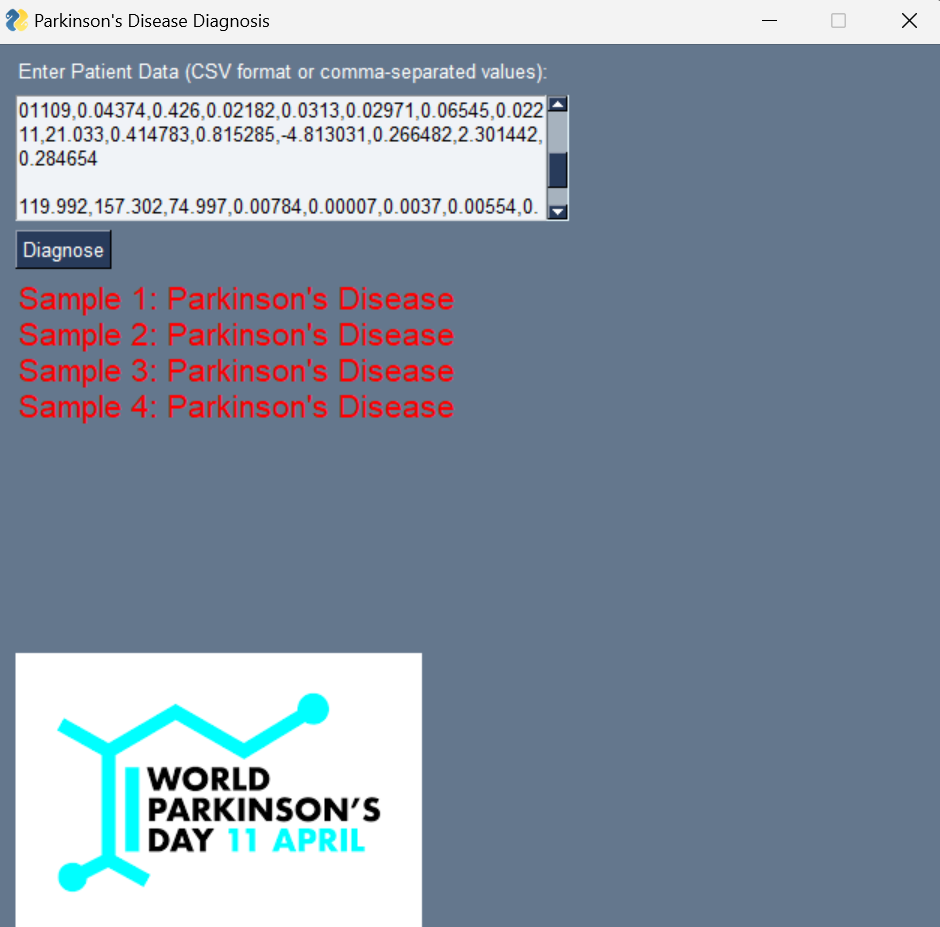 Parkinson's Disease Diagnosis
Enter Patient Data (CSV format or comma-separated values):
01109,0.04374,0.426,0.02182,0.0313,0.02971,0.06545,0.022
11,21.033,0.414783,0.815285,-4.813031,0.266482,2.301442,
0.284654
119.992,157.302,74.997,0.00784,0.00007,0.0037,0.00554,0.
Diagnose
Sample 1: Parkinson's Disease
Sample 2: Parkinson's Disease
Sample 3: Parkinson's Disease
Sample 4: Parkinson's Disease
WORLD
PARKINSON'S
DAY 11 APRIL